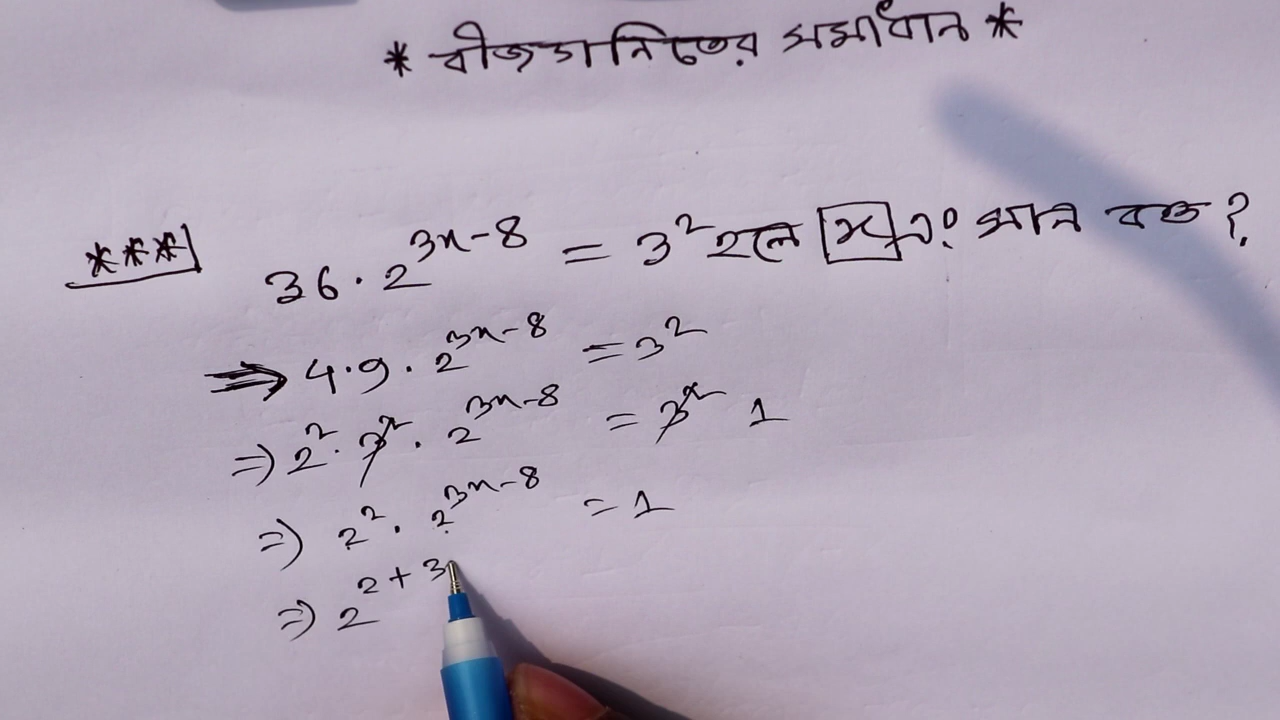 * বীজগানিতের সমাধান *
*** 36 · 2^{3x-8} = 3^2 হলে x এর মান কত ?
⇒ 4 · 9 · 2^{3x-8} = 3^2
⇒ 2^2 · 3^2 · 2^{3x-8} = 3^2 1
⇒ 2^2 · 2^{3x-8} = 1
⇒ 2^{2+3